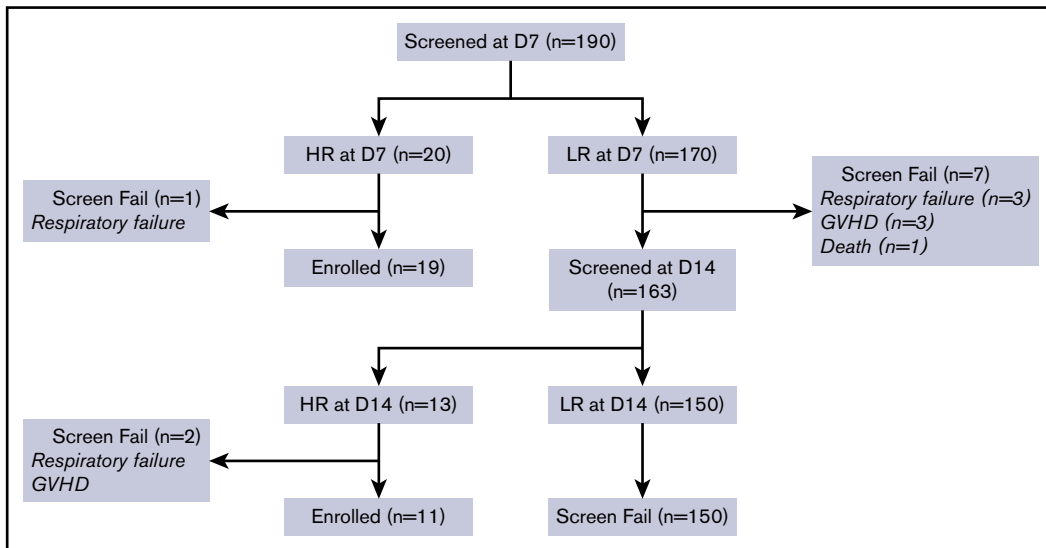 Screened at D7 (n=190)
HR at D7 (n=20)
LR at D7 (n=170)
Screen Fail (n=1)
Respiratory failure
Screen Fail (n=7)
Respiratory failure (n=3)
GVHD (n=3)
Death (n=1)
Enrolled (n=19)
Screened at D14
(n=163)
HR at D14 (n=13)
LR at D14 (n=150)
Screen Fail (n=2)
Respiratory failure
GVHD
Enrolled (n=11)
Screen Fail (n=150)